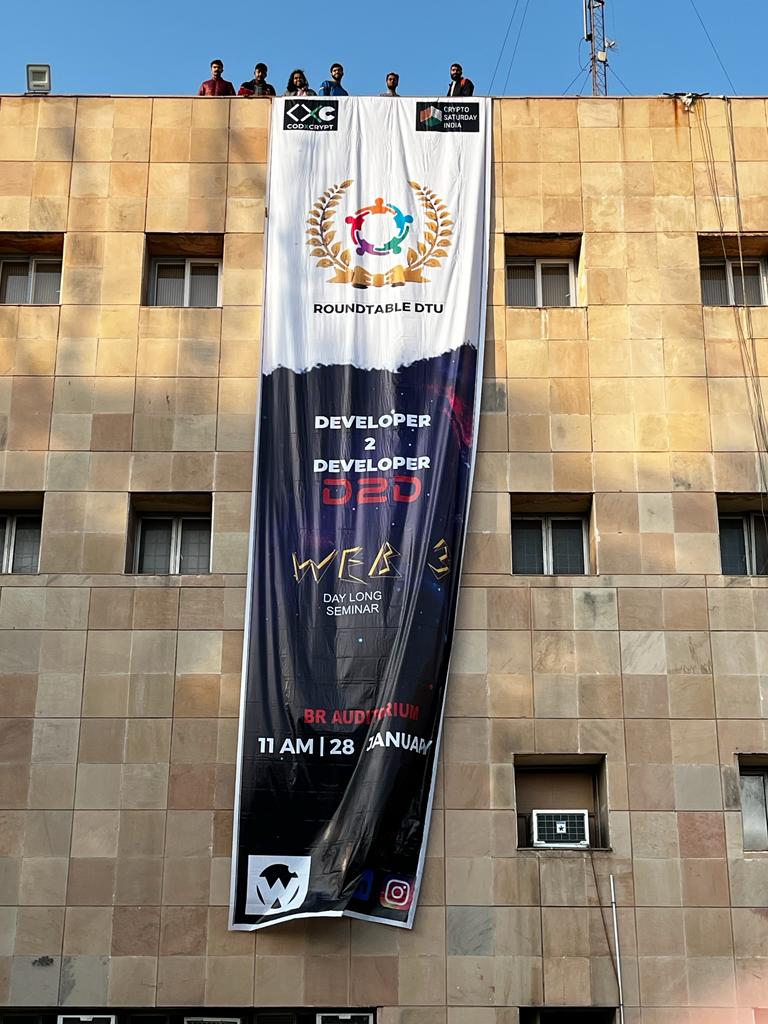 CXC
CODXCRYPT
CRYPTO
SATURDAY
INDIA
ROUNDTABLE DTU
DEVELOPER
2
DEVELOPER
D2D
WEB 3
DAY LONG
SEMINAR
BR AUDITORIUM
11 AM | 28 JANUARY
W